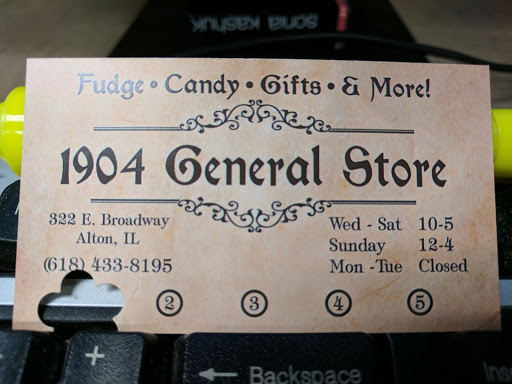 sonia kashuk
Fudge • Candy • Gifts • & More!
1904 General Store
322 E. Broadway
Alton, IL
(618) 433-8195
Wed - Sat 10-5
Sunday 12-4
Mon -Tue Closed
2 3 4 5
+
← Backspace
Ins